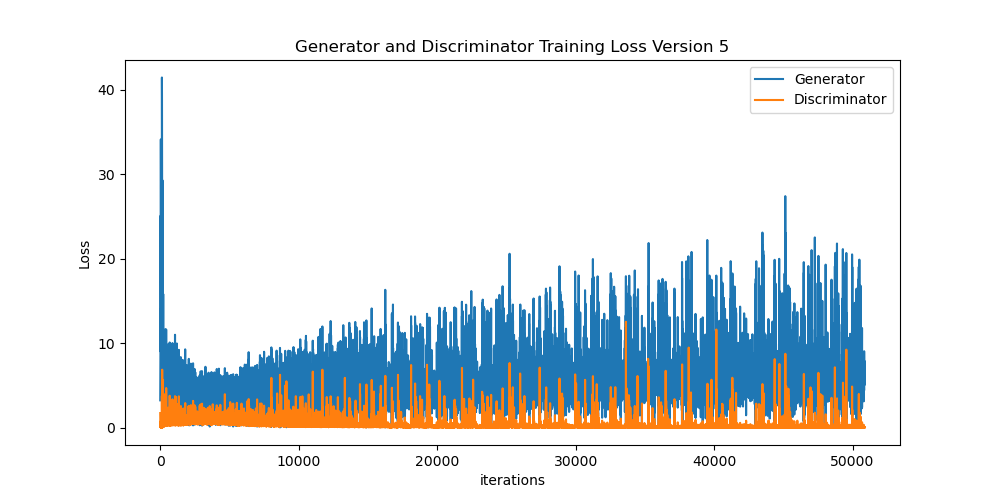 Generator and Discriminator Training Loss Version 5
Generator
Discriminator
Loss
40
30
20
10
0
0
10000
20000
30000
40000
50000
iterations